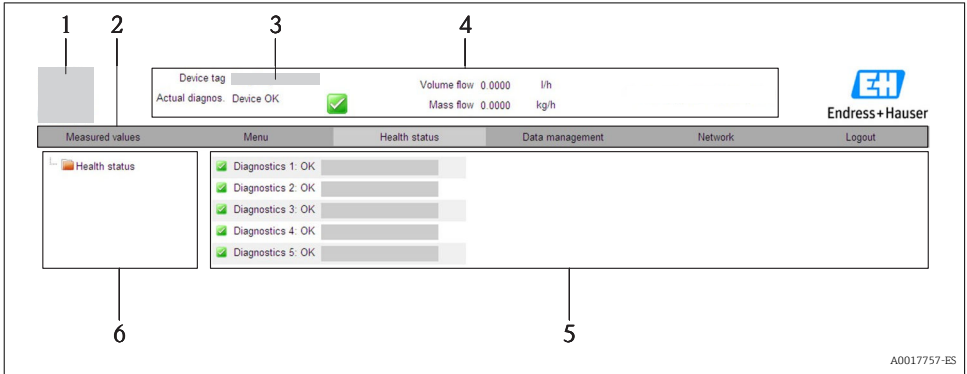 1 2 3 4
Device tag Volume flow 0.0000 l/h
Actual diagnos. Device OK Mass flow 0.0000 kg/h
EH
Endress+Hauser
Measured values Menu Health status Data management Network Logout
Health status
Diagnostics 1: OK
Diagnostics 2: OK
Diagnostics 3: OK
Diagnostics 4: OK
Diagnostics 5: OK
6 5
A0017757-ES